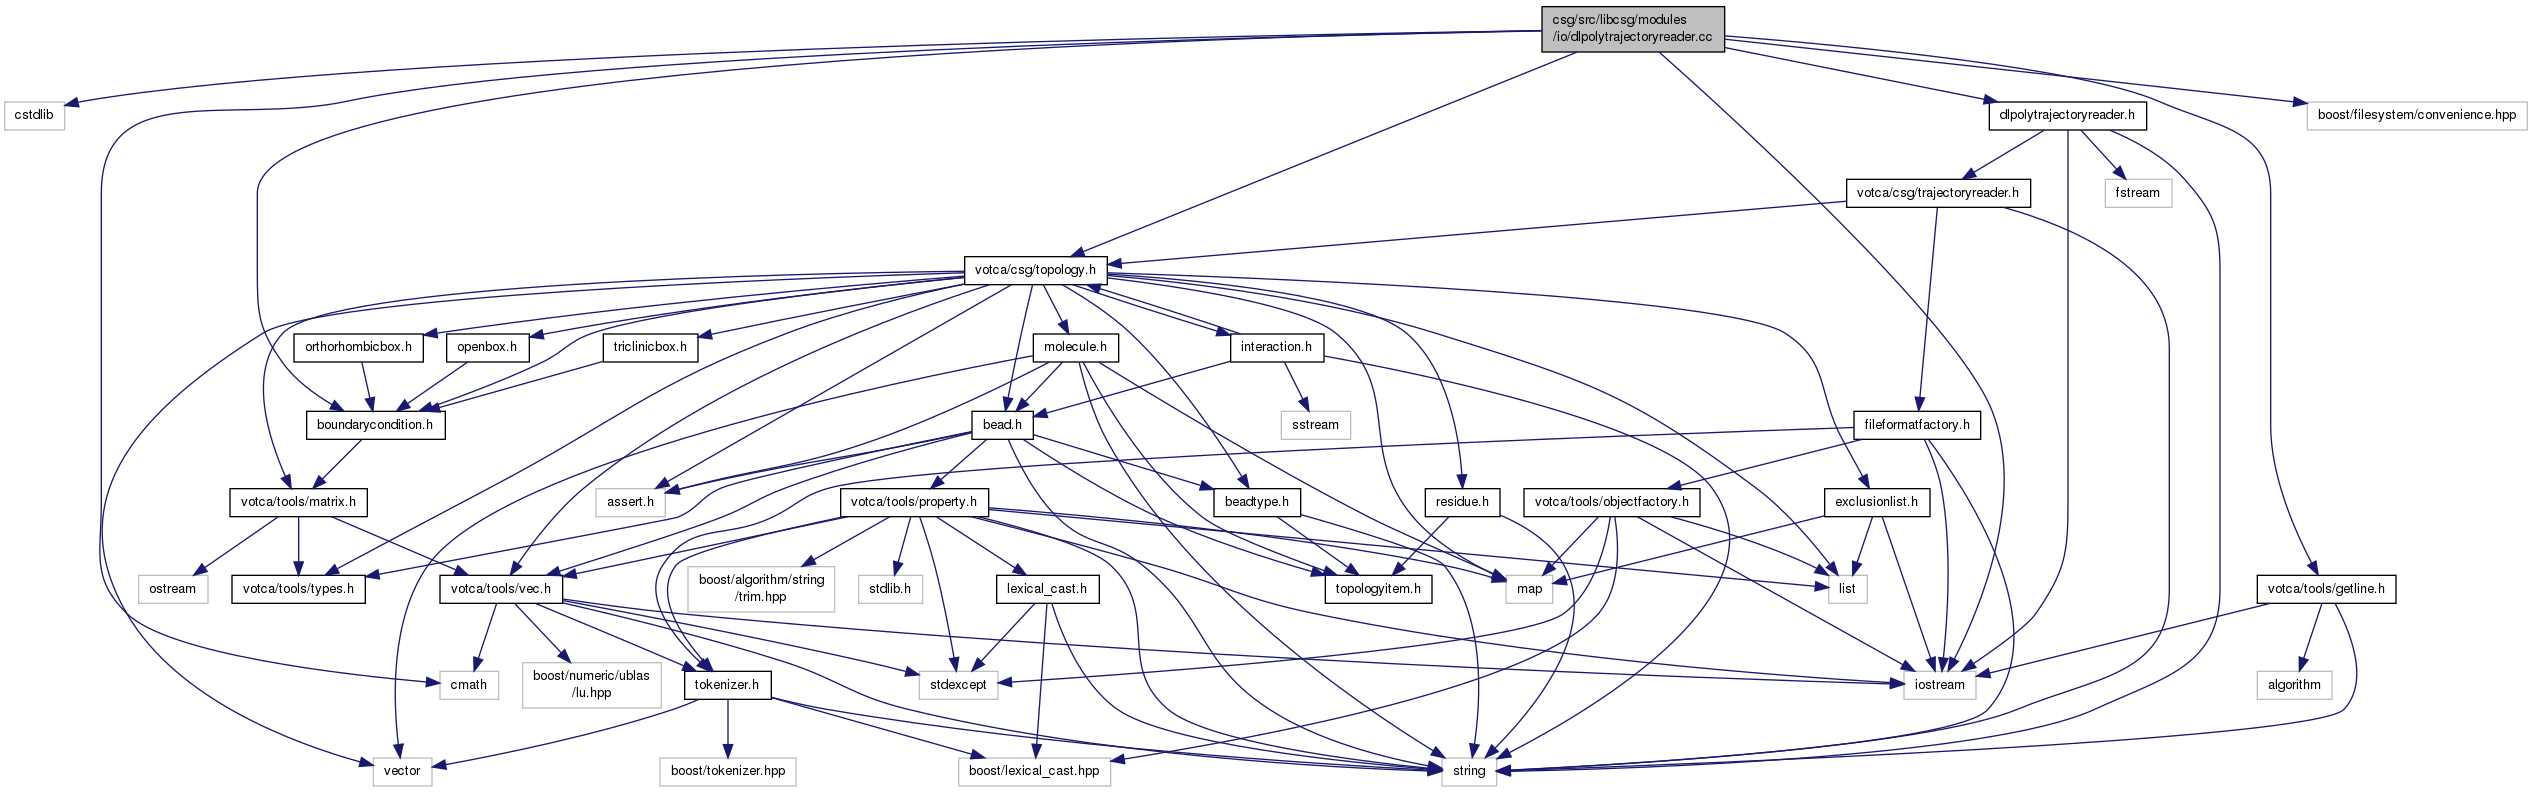 csg/src/libcsg/modules
/io/dlpolytrajectoryreader.cc
cstdlib
dlpolytrajectoryreader.h
boost/filesystem/convenience.hpp
votca/csg/trajectoryreader.h
fstream
votca/csg/topology.h
orthorhombicbox.h
openbox.h
triclinicbox.h
molecule.h
interaction.h
boundarycondition.h
bead.h
sstream
fileformatfactory.h
votca/tools/matrix.h
assert.h
votca/tools/property.h
beadtype.h
residue.h
votca/tools/objectfactory.h
exclusionlist.h
ostream
votca/tools/types.h
votca/tools/vec.h
boost/algorithm/string
/trim.hpp
stdlib.h
lexical_cast.h
topologyitem.h
map
list
votca/tools/getline.h
cmath
boost/numeric/ublas
/lu.hpp
tokenizer.h
stdexcept
iostream
algorithm
vector
boost/tokenizer.hpp
boost/lexical_cast.hpp
string